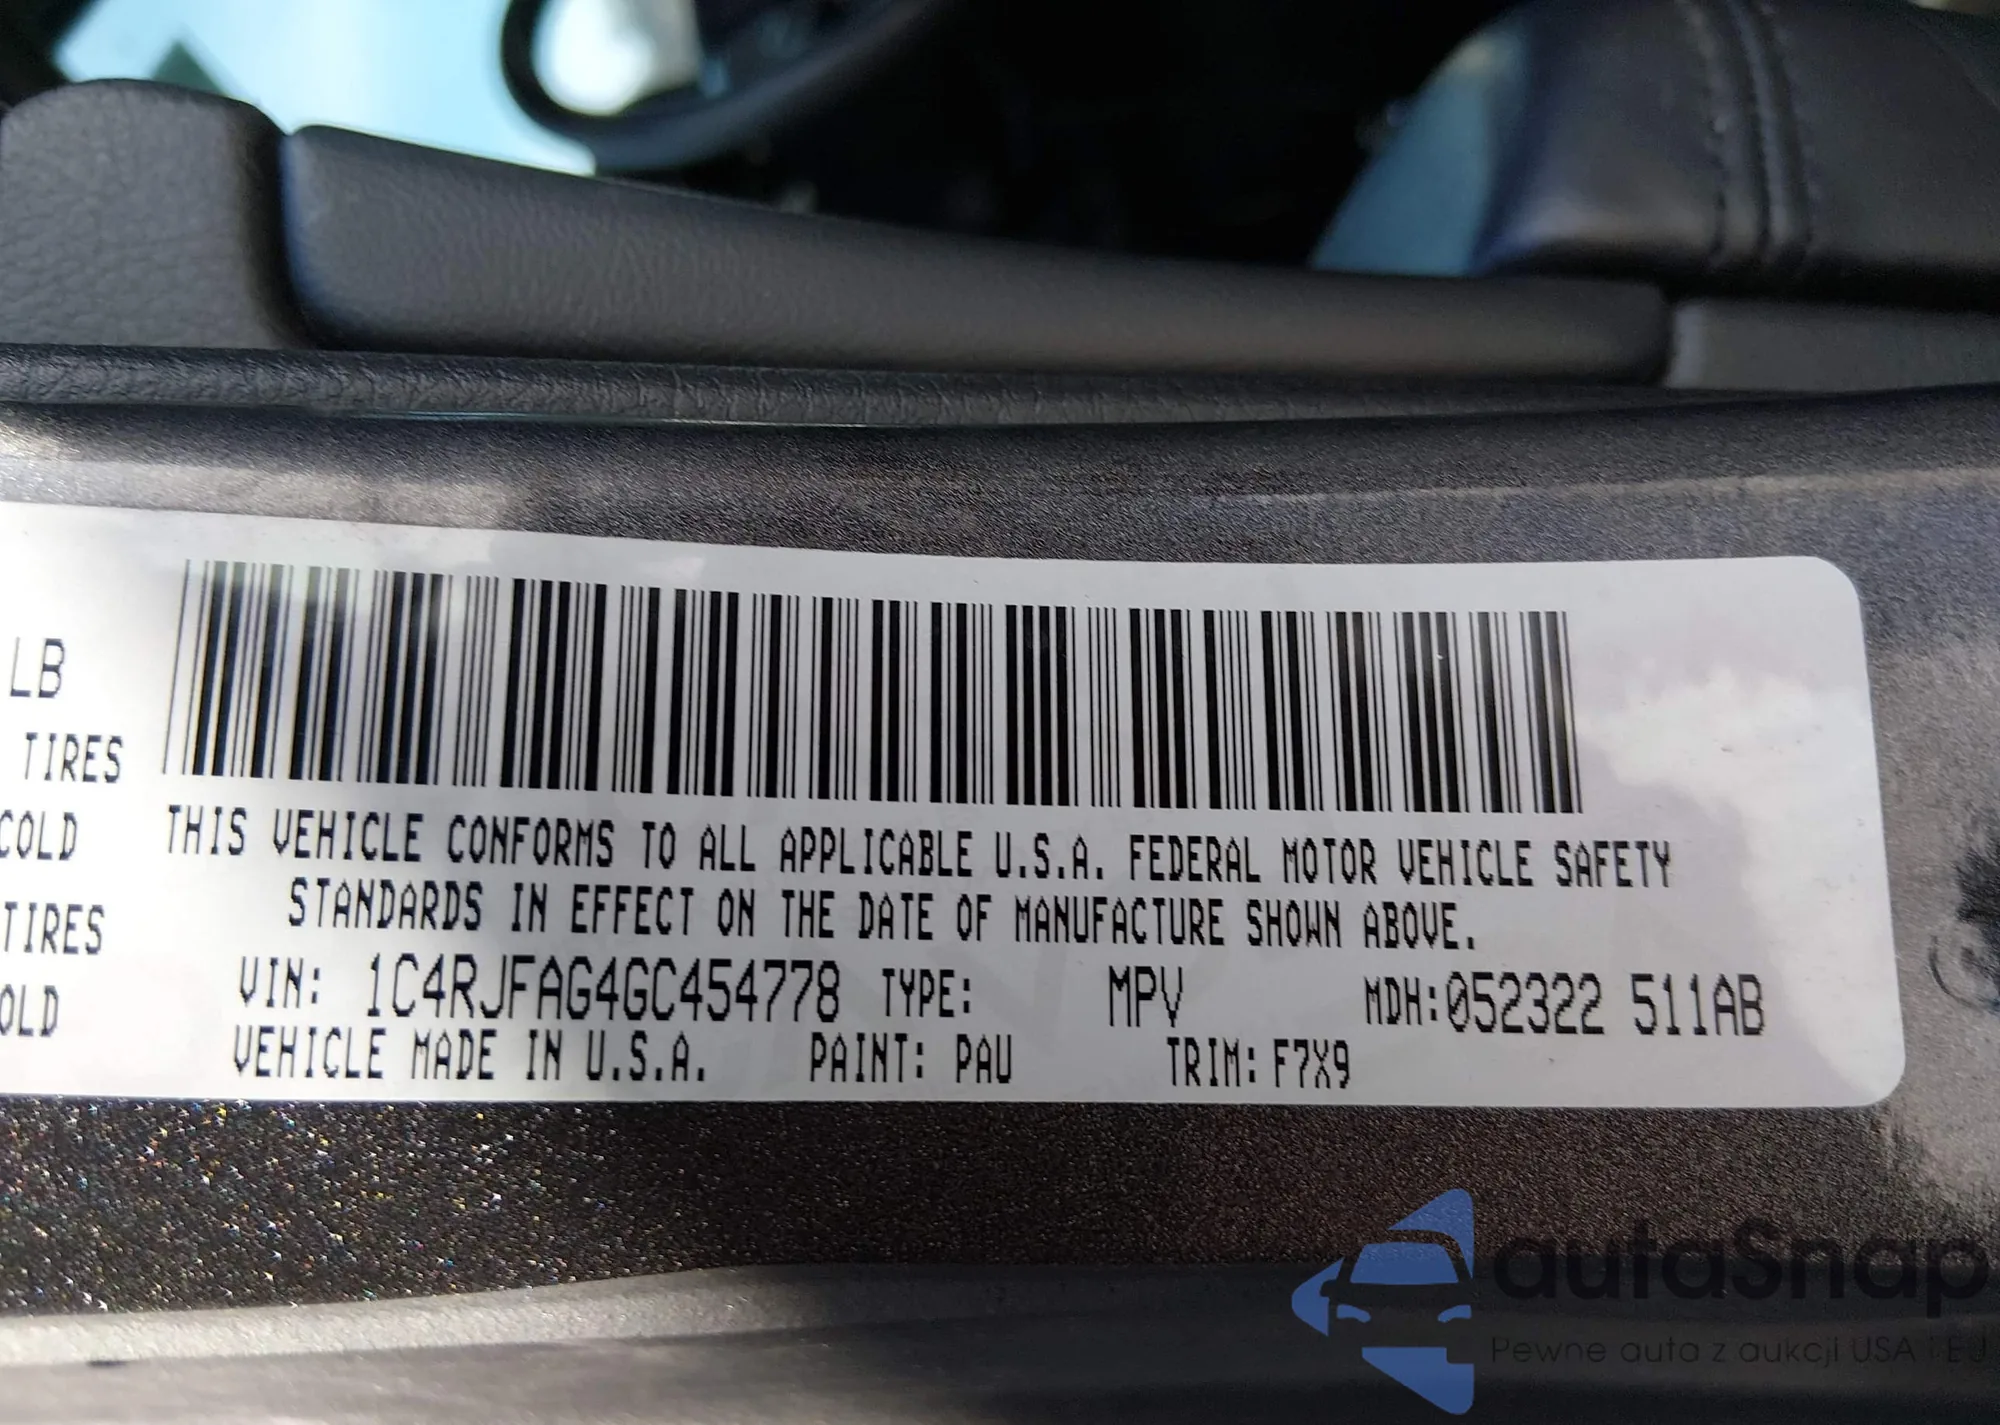 LB
TIRES
COLD
TIRES
OLD
THIS VEHICLE CONFORMS TO ALL APPLICABLE U.S.A. FEDERAL MOTOR VEHICLE SAFETY
STANDARDS IN EFFECT ON THE DATE OF MANUFACTURE SHOWN ABOVE.
VIN: 1C4RJFAG4GC454778 TYPE: MPV MDH:052322 511AB
VEHICLE MADE IN U.S.A. PAINT: PAU TRIM: F7X9
autaSnap
Pewne auta z aukcji USA i EU